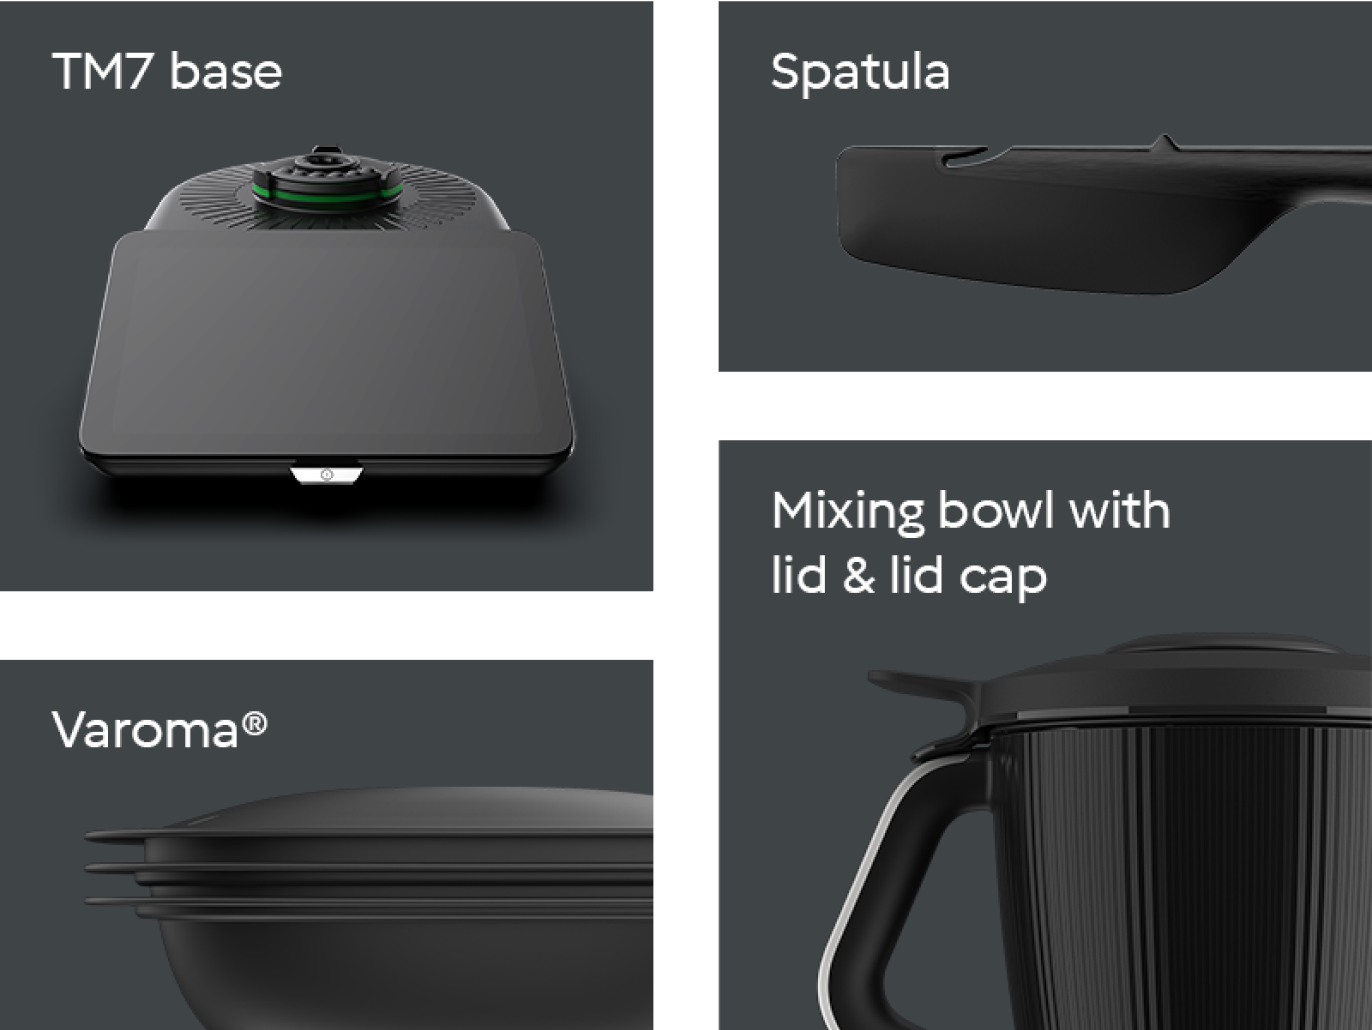 TM7 base
Spatula
Mixing bowl with
lid & lid cap
Varoma®